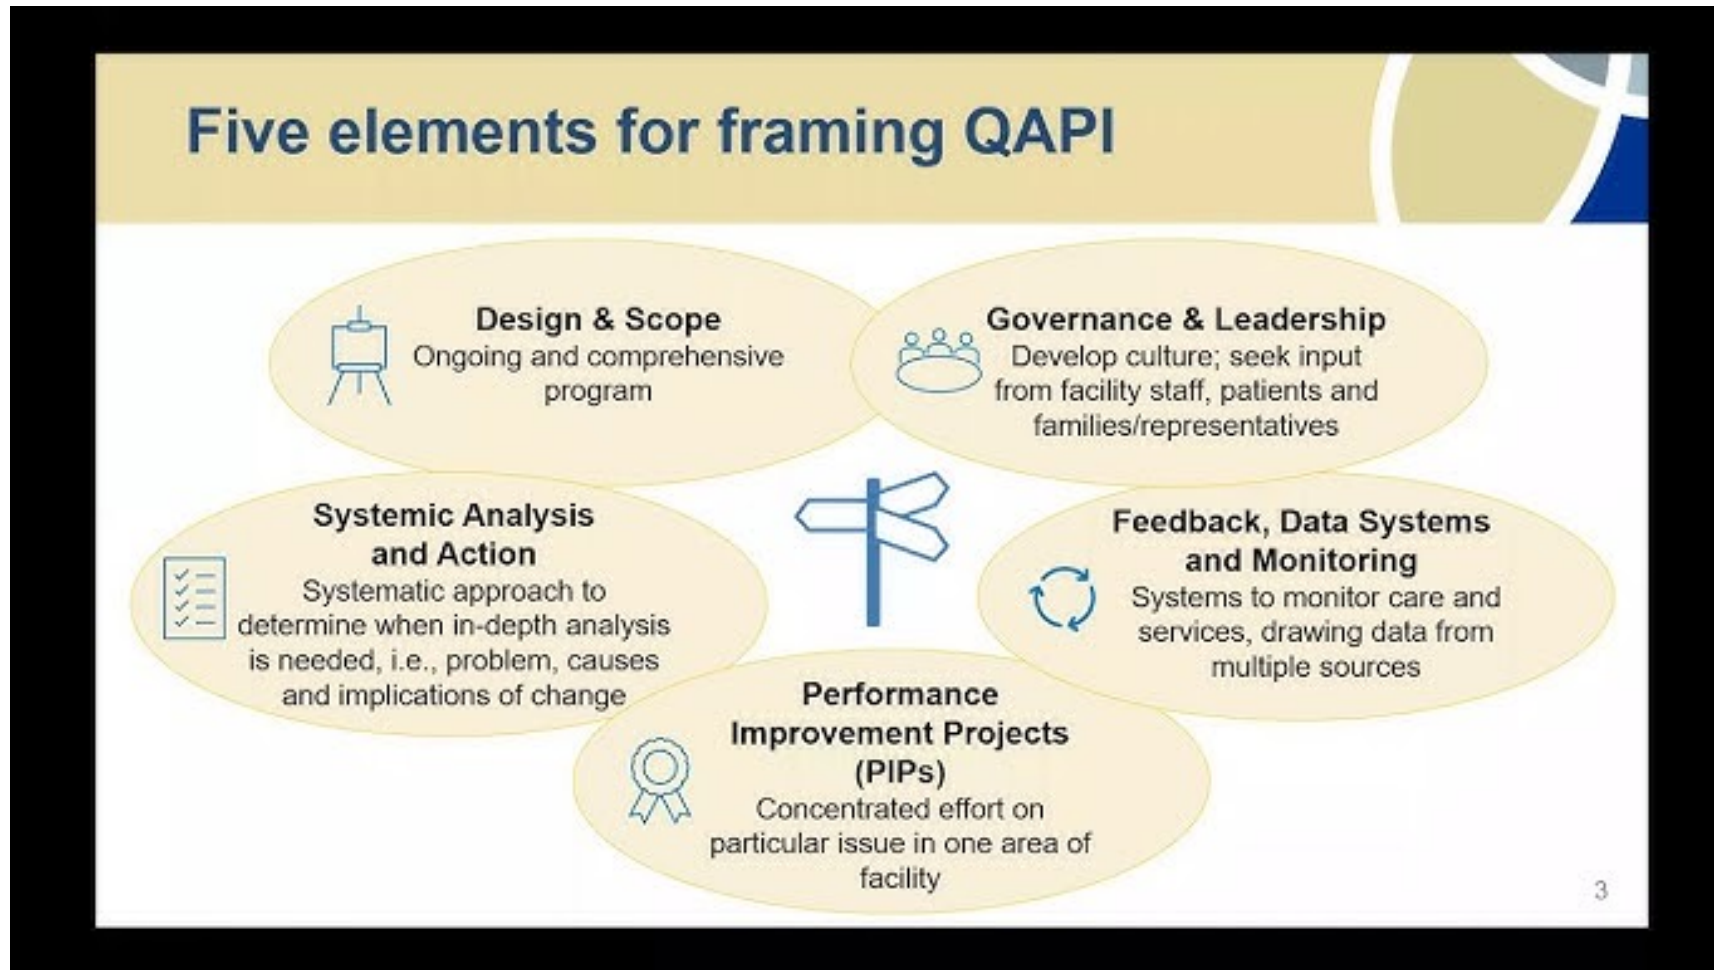 Five elements for framing QAPI
Design & Scope
Ongoing and comprehensive
program
Governance & Leadership
Develop culture; seek input
from facility staff, patients and
families/representatives
Systemic Analysis
and Action
Systematic approach to
determine when in-depth analysis
is needed, i.e., problem, causes
and implications of change
Feedback, Data Systems
and Monitoring
Systems to monitor care and
services, drawing data from
multiple sources
Performance
Improvement Projects
(PIPs)
Concentrated effort on
particular issue in one area of
facility
3